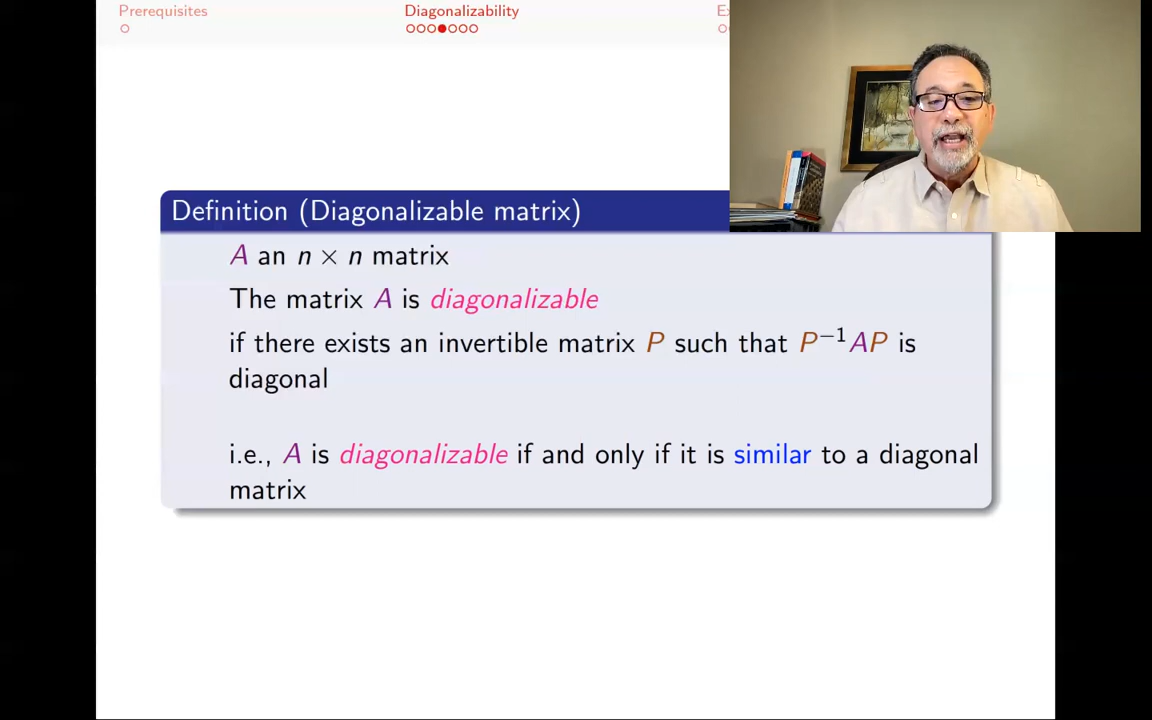 Prerequisites
Diagonalizability
Definition (Diagonalizable matrix)
A an n × n matrix
The matrix A is diagonalizable
if there exists an invertible matrix P such that P⁻¹AP is
diagonal
i.e., A is diagonalizable if and only if it is similar to a diagonal
matrix